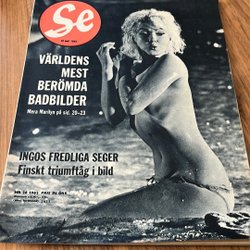 Se
VÄRLDENS
MEST
BERÖMDA
BADBILDER
Mera Marilyn på sid. 20-23
INGOS FREDLIGA SEGER
Finskt triumftåg i bild